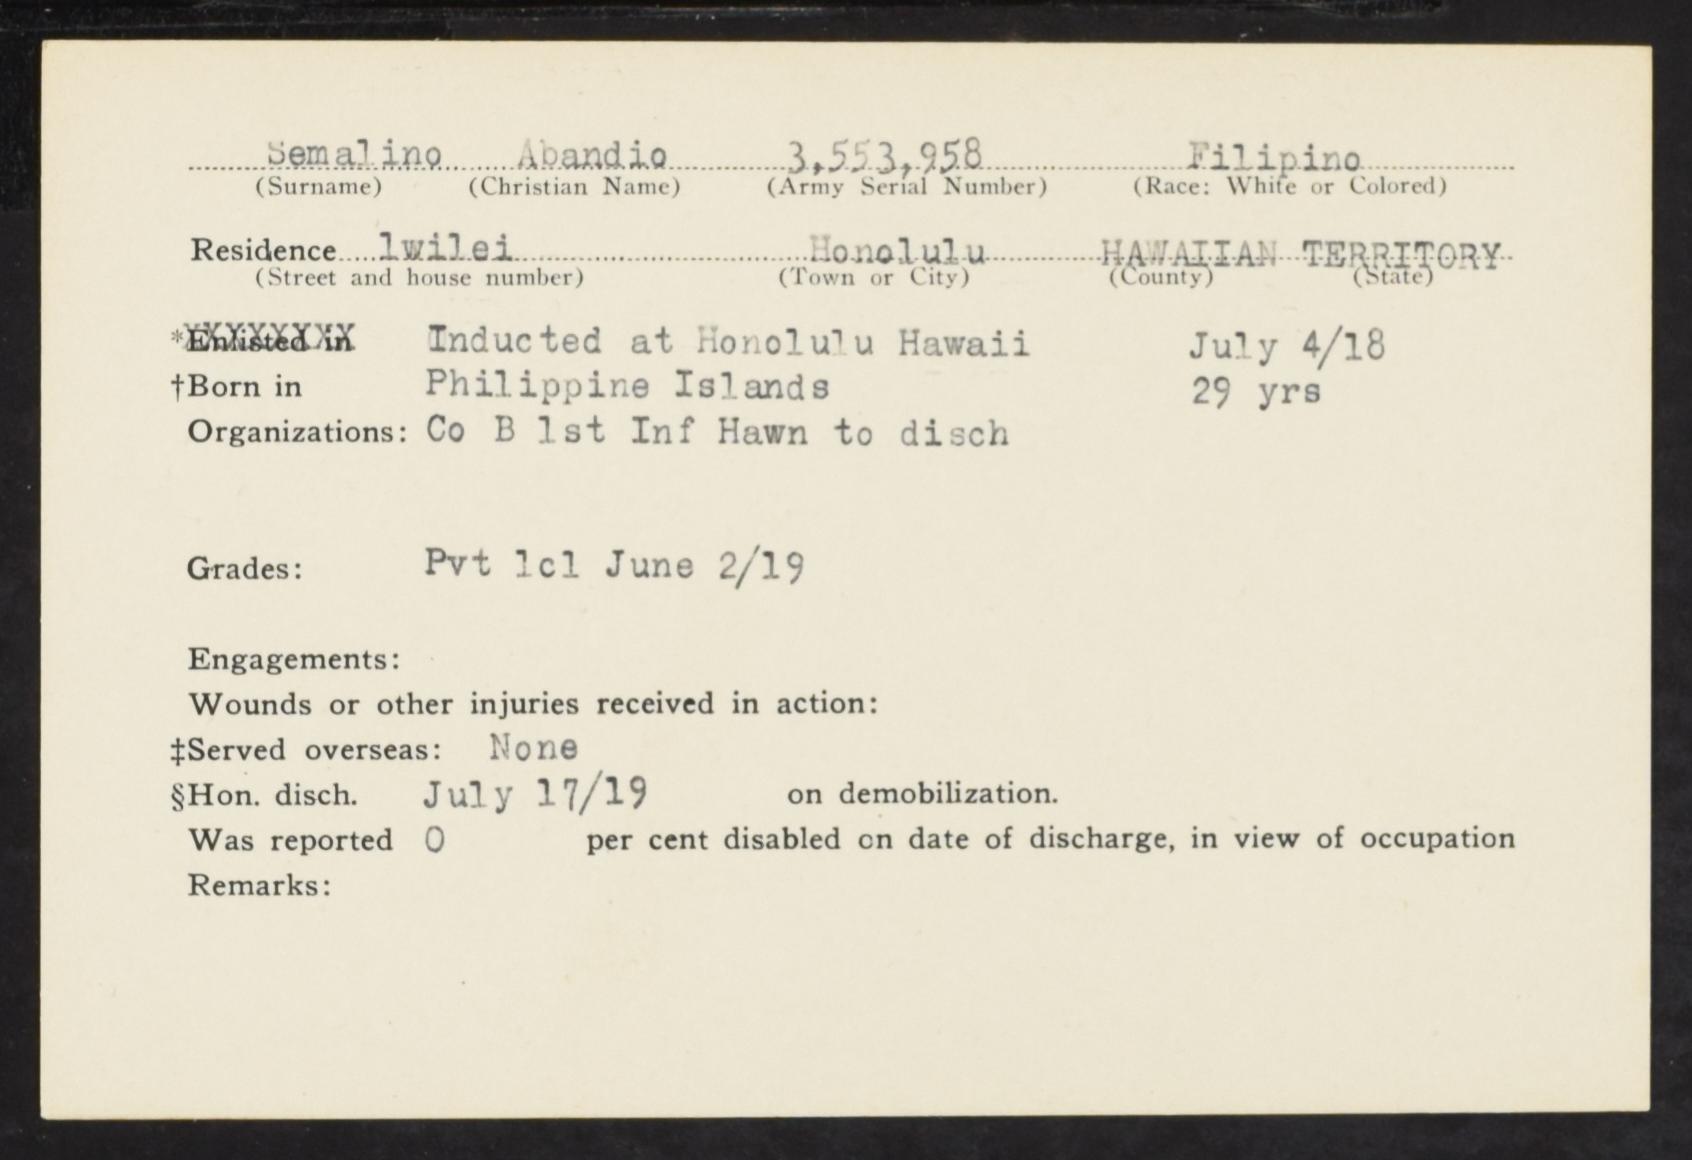 Semalino Abandio 3,553,958 Filipino
(Surname) (Christian Name) (Army Serial Number) (Race: White or Colored)
Residence lwilei Honolulu HAWAIIAN TERRITORY
(Street and house number) (Town or City) (County) (State)
*Enlisted in Inducted at Honolulu Hawaii July 4/18
†Born in Philippine Islands 29 yrs
Organizations: Co B 1st Inf Hawn to disch
Grades: Pvt 1cl June 2/19
Engagements:
Wounds or other injuries received in action:
‡Served overseas: None
§Hon. disch. July 17/19 on demobilization.
Was reported 0 per cent disabled on date of discharge, in view of occupation
Remarks: